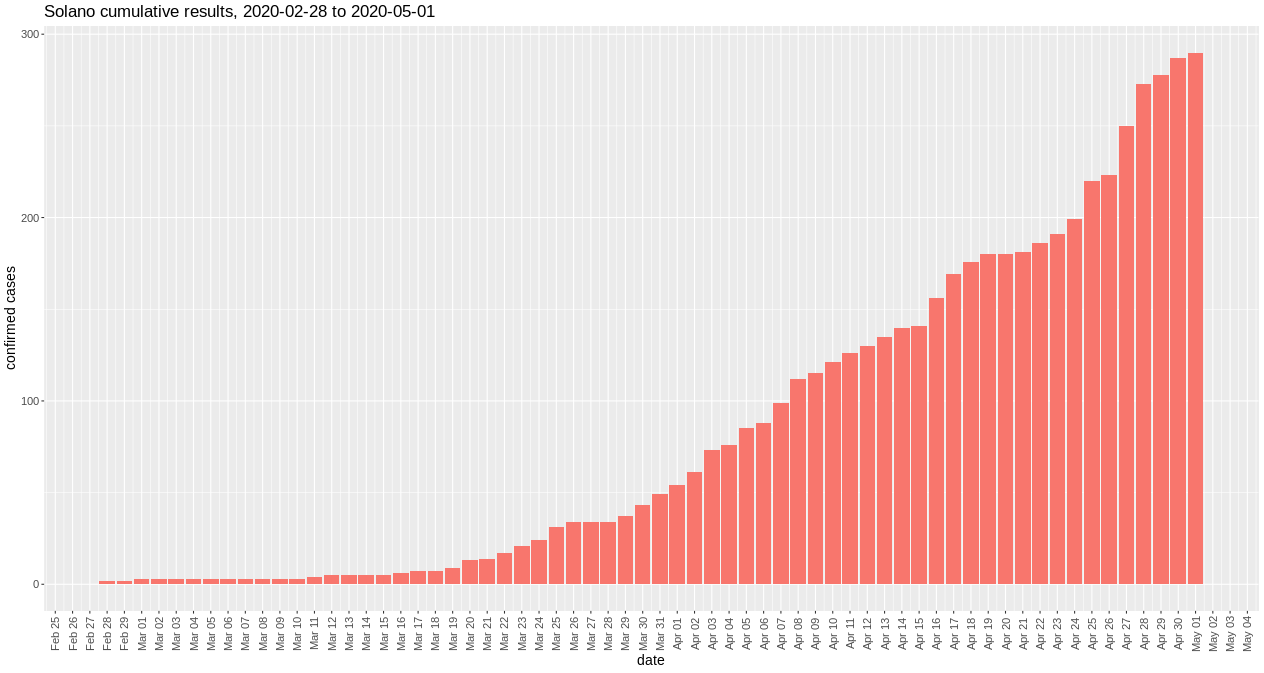 Solano cumulative results, 2020-02-28 to 2020-05-01
300
200
100
0
confirmed cases
Feb 25
Feb 26
Feb 27
Feb 28
Feb 29
Mar 01
Mar 02
Mar 03
Mar 04
Mar 05
Mar 06
Mar 07
Mar 08
Mar 09
Mar 10
Mar 11
Mar 12
Mar 13
Mar 14
Mar 15
Mar 16
Mar 17
Mar 18
Mar 19
Mar 20
Mar 21
Mar 22
Mar 23
Mar 24
Mar 25
Mar 26
Mar 27
Mar 28
Mar 29
Mar 30
Mar 31
Apr 01
Apr 02
Apr 03
Apr 04
Apr 05
Apr 06
Apr 07
Apr 08
Apr 09
Apr 10
Apr 11
Apr 12
Apr 13
Apr 14
Apr 15
Apr 16
Apr 17
Apr 18
Apr 19
Apr 20
Apr 21
Apr 22
Apr 23
Apr 24
Apr 25
Apr 26
Apr 27
Apr 28
Apr 29
Apr 30
May 01
May 02
May 03
May 04
date